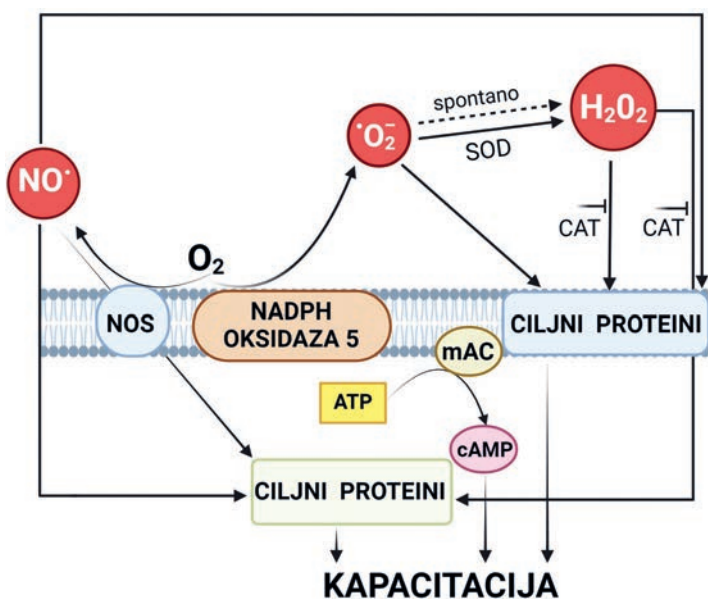 spontano
H₂0₂
·O₂⁻
SOD
NO·
CAT
CAT
O₂
NOS
NADPH
OKSIDAZA 5
CILJNI PROTEINI
mAC
ATP
cAMP
CILJNI PROTEINI
KAPACITACIJA